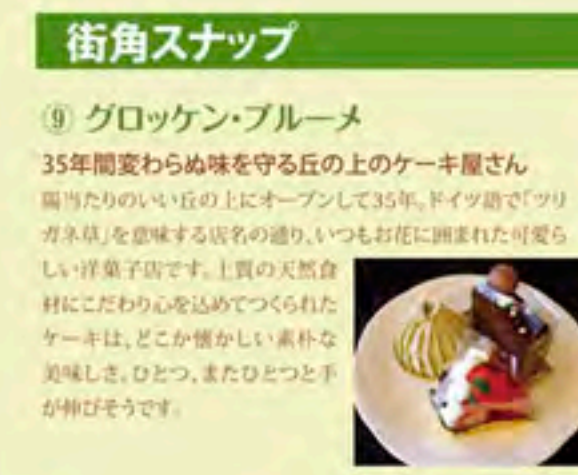 街角スナップ
⑨ グロッケン・ブルーメ
35年間変わらぬ味を守る丘の上のケーキ屋さん
陽当たりのいい丘の上にオープンして35年。ドイツ語で「ツリ
ガネ草」を意味する店名の通り、いつもお花に囲まれた可愛ら
しい洋菓子店です。上質の天然食
材にこだわり心を込めてつくられた
ケーキは、どこか懐かしい素朴な
美味しさ。ひとつ、またひとつと手
が伸びそうです。